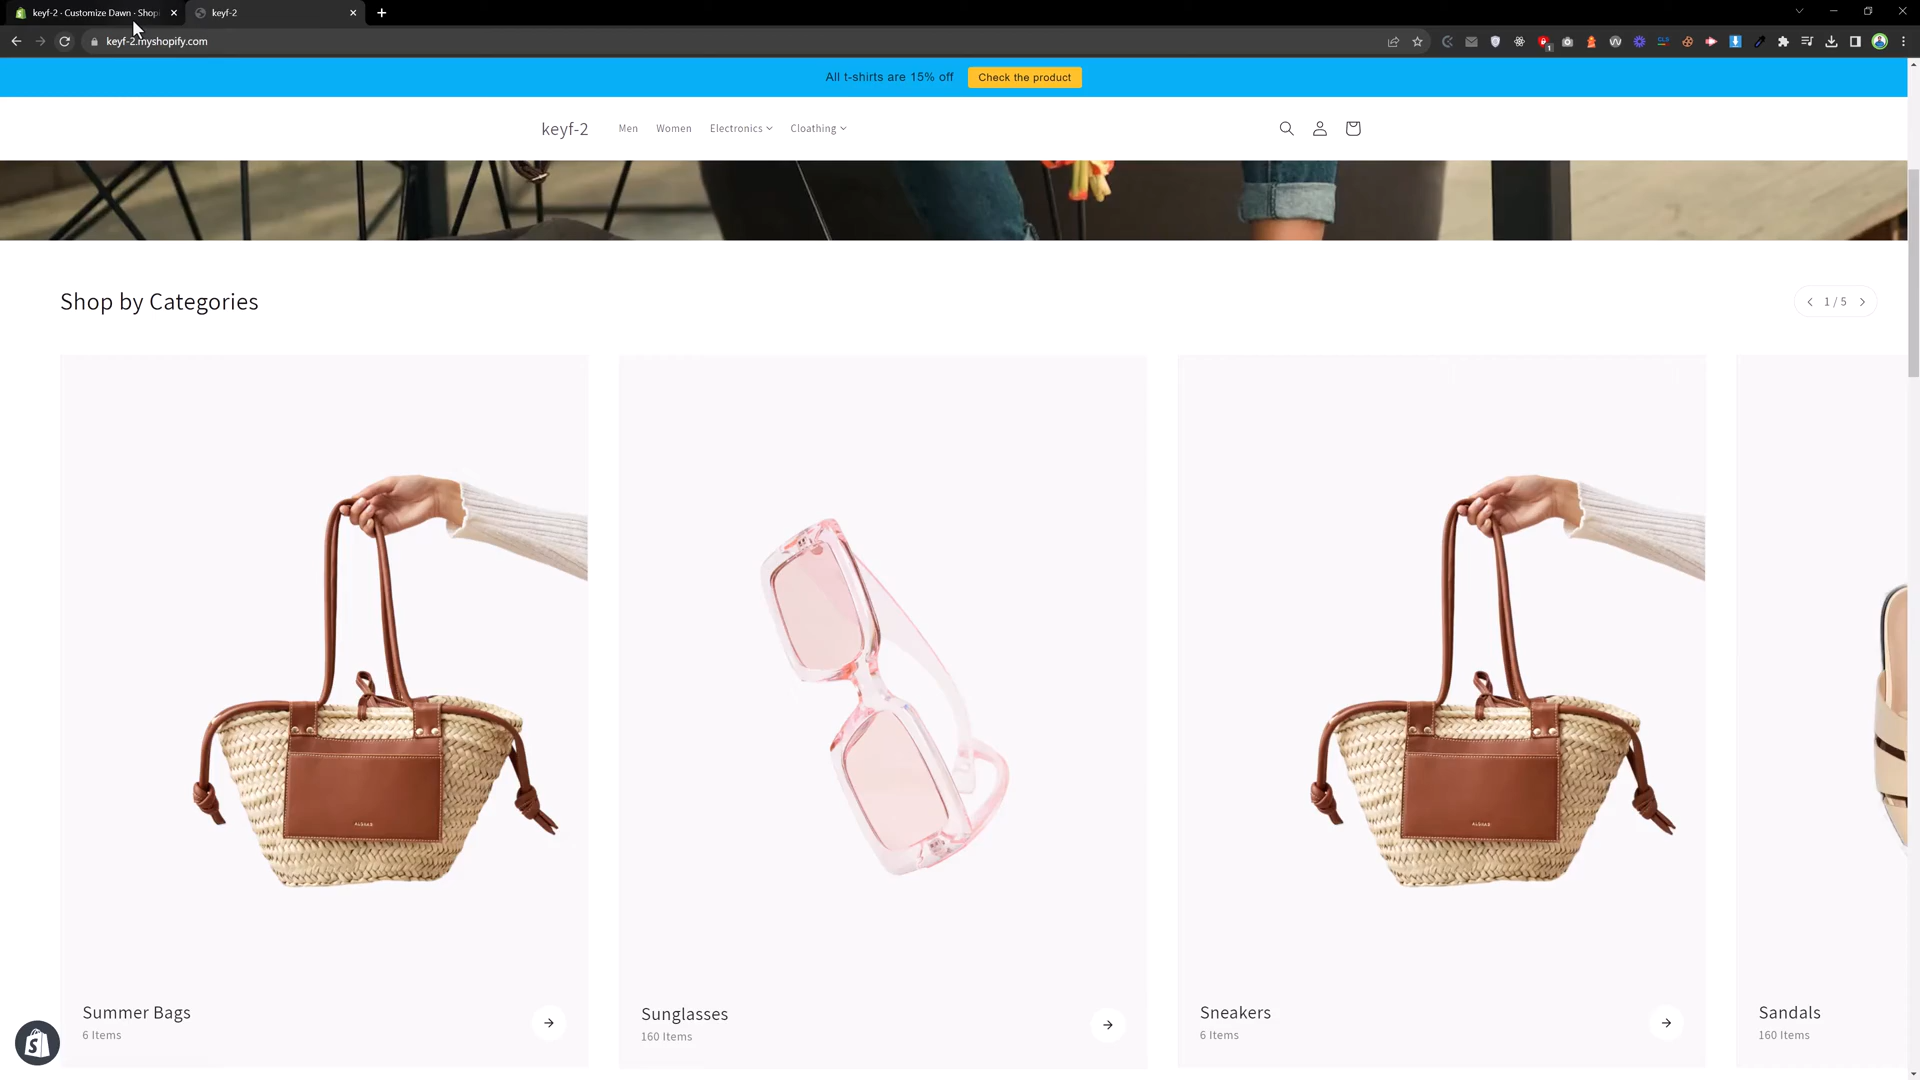 keyf-2 · Customize Dawn · Shopi
keyf-2
keyf-2.myshopify.com
All t-shirts are 15% off
Check the product
keyf-2
Men
Women
Electronics
Cloathing
Shop by Categories
1 / 5
Summer Bags
6 Items
Sunglasses
160 Items
Sneakers
6 Items
Sandals
160 Items